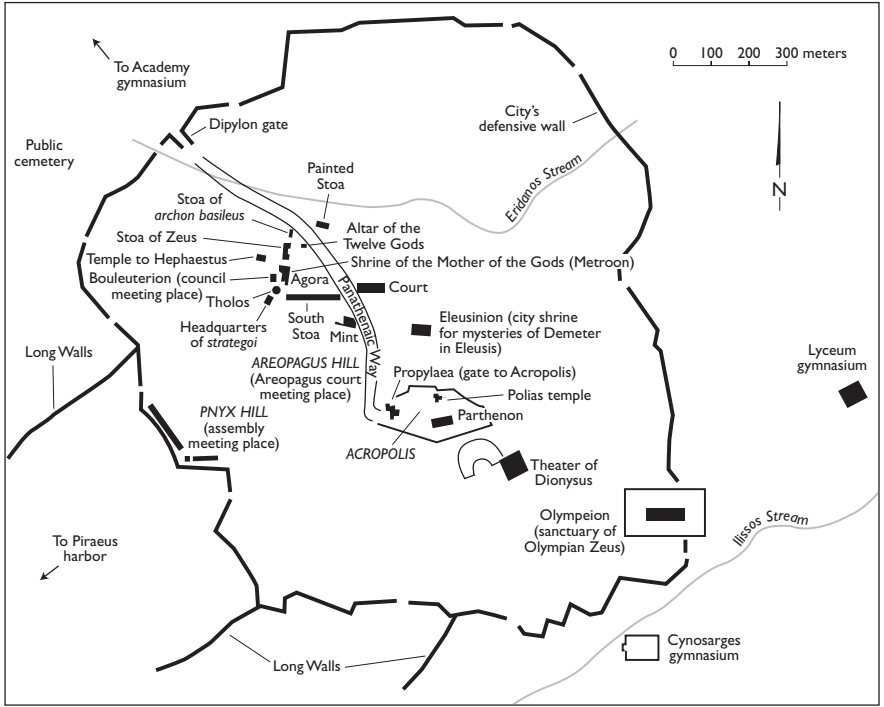 To Academy
gymnasium
0 100 200 300 meters
City's
defensive wall
Dipylon gate
Public
cemetery
Eridanos Stream
N
Painted
Stoa
Stoa of
archon basileus
Altar of the
Twelve Gods
Stoa of Zeus
Temple to Hephaestus
Shrine of the Mother of the Gods (Metroon)
Bouleuterion (council
meeting place)
Agora
Panathenaic Way
Court
Tholos
South
Stoa
Mint
Headquarters
of strategoi
Eleusinion (city shrine
for mysteries of Demeter
in Eleusis)
Long Walls
AREOPAGUS HILL
(Areopagus court
meeting place)
Propylaea (gate to Acropolis)
Polias temple
Lyceum
gymnasium
PNYX HILL
(assembly
meeting place)
Parthenon
ACROPOLIS
Theater of
Dionysus
Olympeion
(sanctuary of
Olympian Zeus)
Ilissos Stream
To Piraeus
harbor
Long Walls
Cynosarges
gymnasium